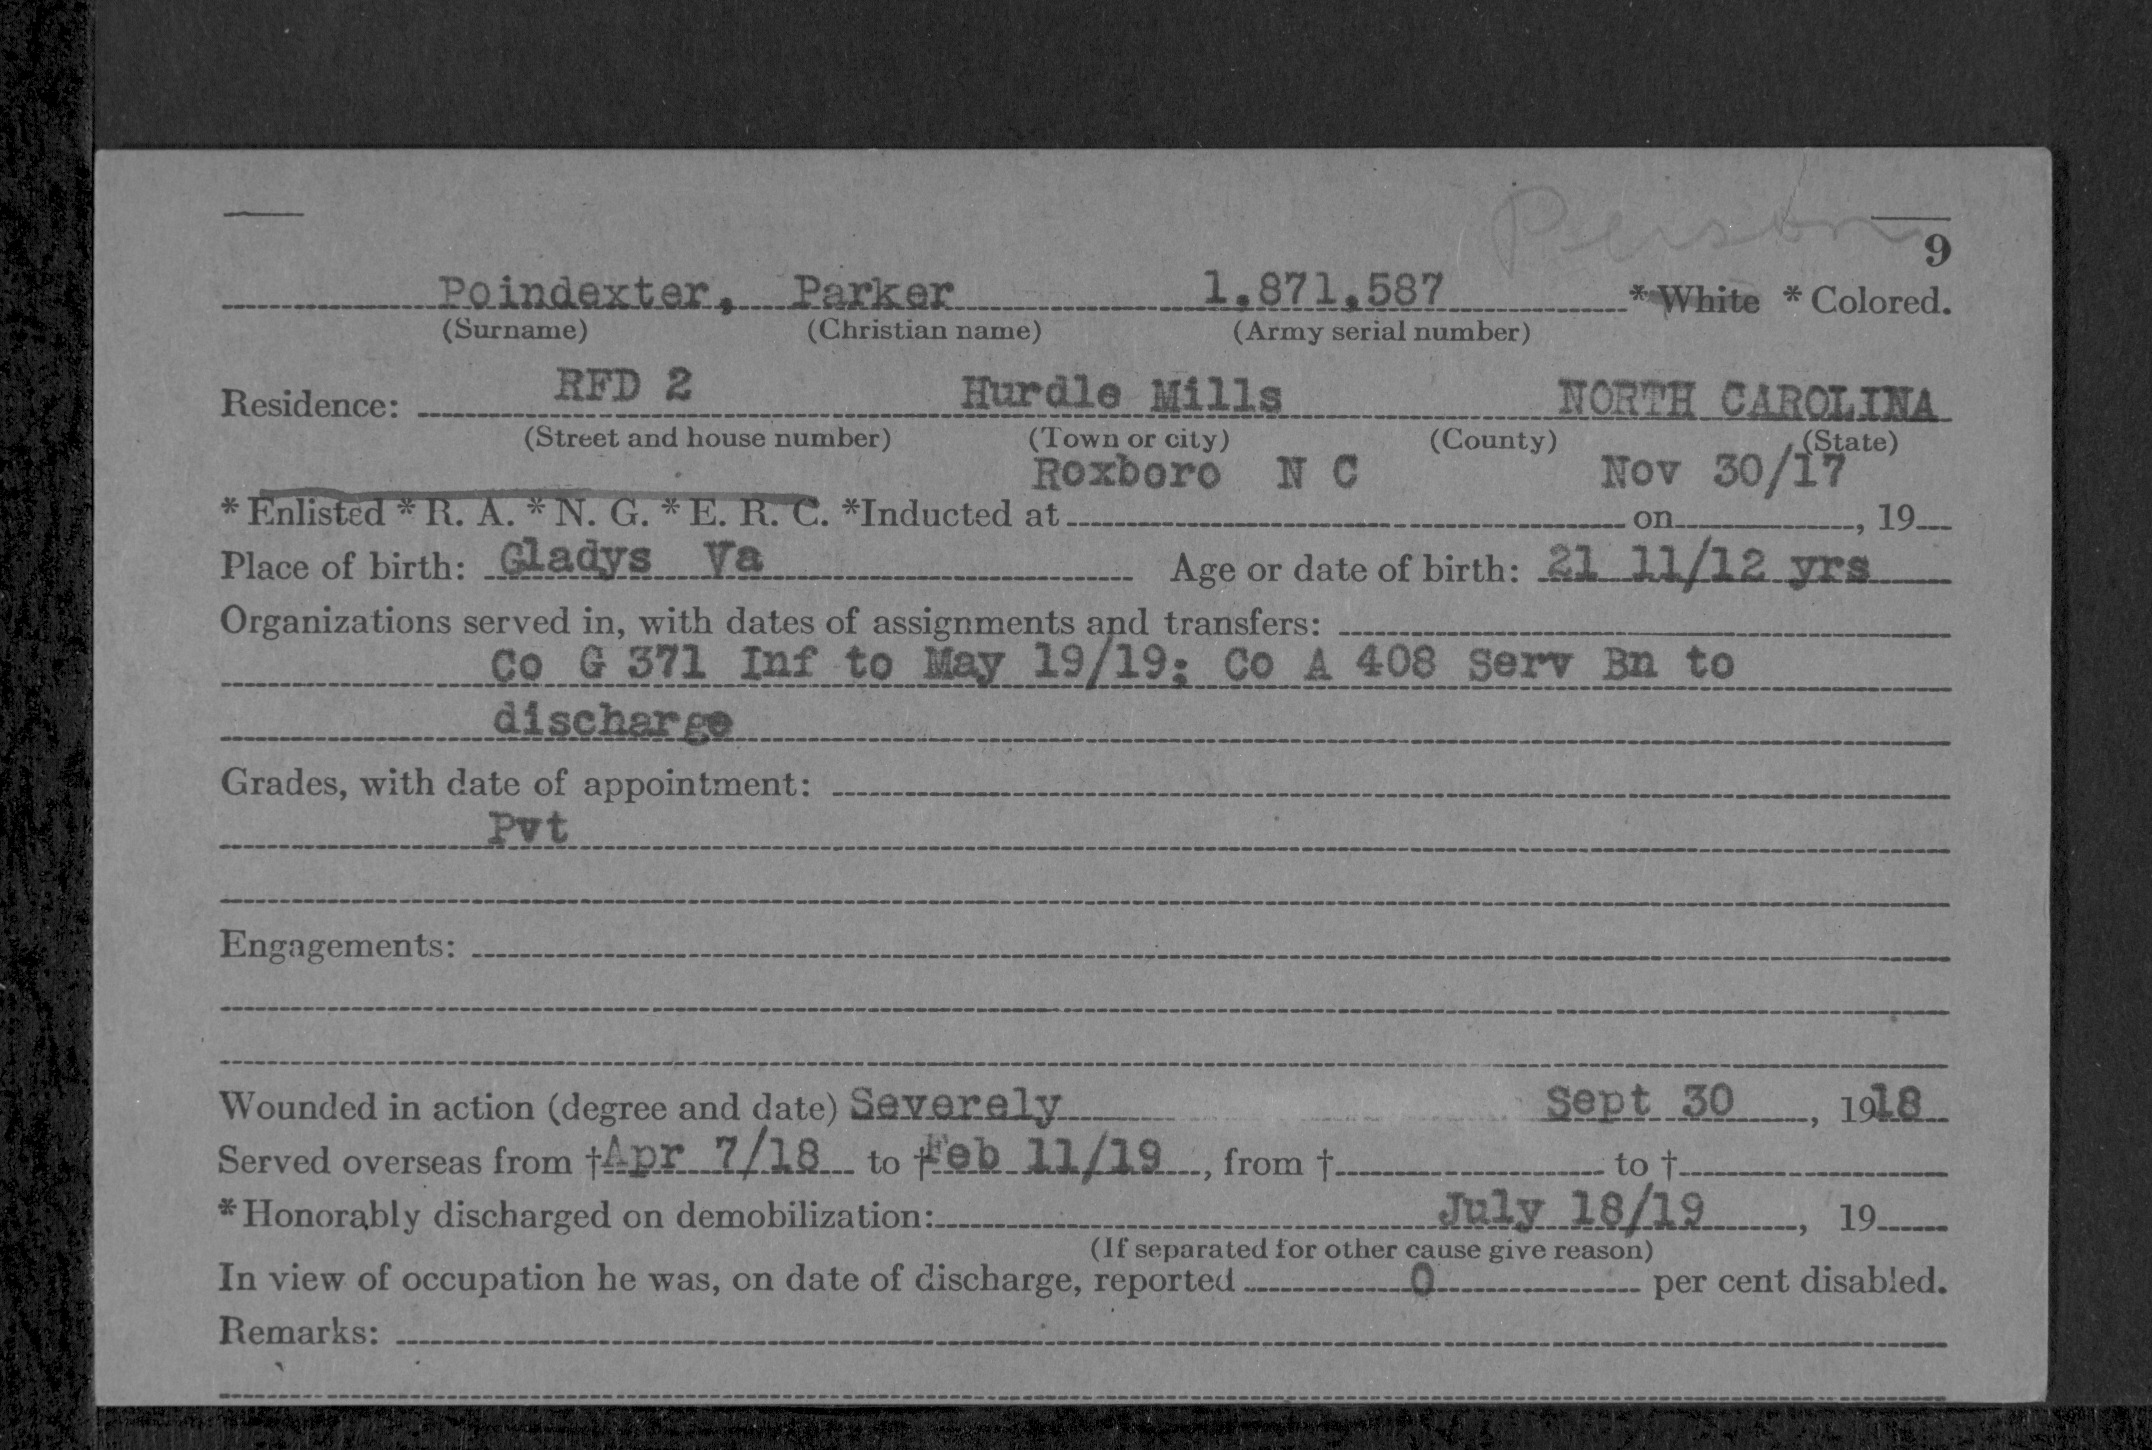 Person
9
Poindexter, Parker 1,871,587 *White *Colored.
(Surname) (Christian name) (Army serial number)
Residence: RFD 2 Hurdle Mills NORTH CAROLINA
(Street and house number) (Town or city) (County) (State)
Roxboro N C Nov 30/17
*Enlisted *R. A. *N. G. *E. R. C. *Inducted at on , 19
Place of birth: Gladys Va Age or date of birth: 21 11/12 yrs
Organizations served in, with dates of assignments and transfers:
Co G 371 Inf to May 19/19; Co A 408 Serv Bn to
discharge
Grades, with date of appointment:
Pvt
Engagements:
Wounded in action (degree and date) Severely Sept 30 , 1918
Served overseas from †Apr 7/18 to †Feb 11/19 , from † to †
*Honorably discharged on demobilization: July 18/19 , 19
(If separated for other cause give reason)
In view of occupation he was, on date of discharge, reported 0 per cent disabled.
Remarks: